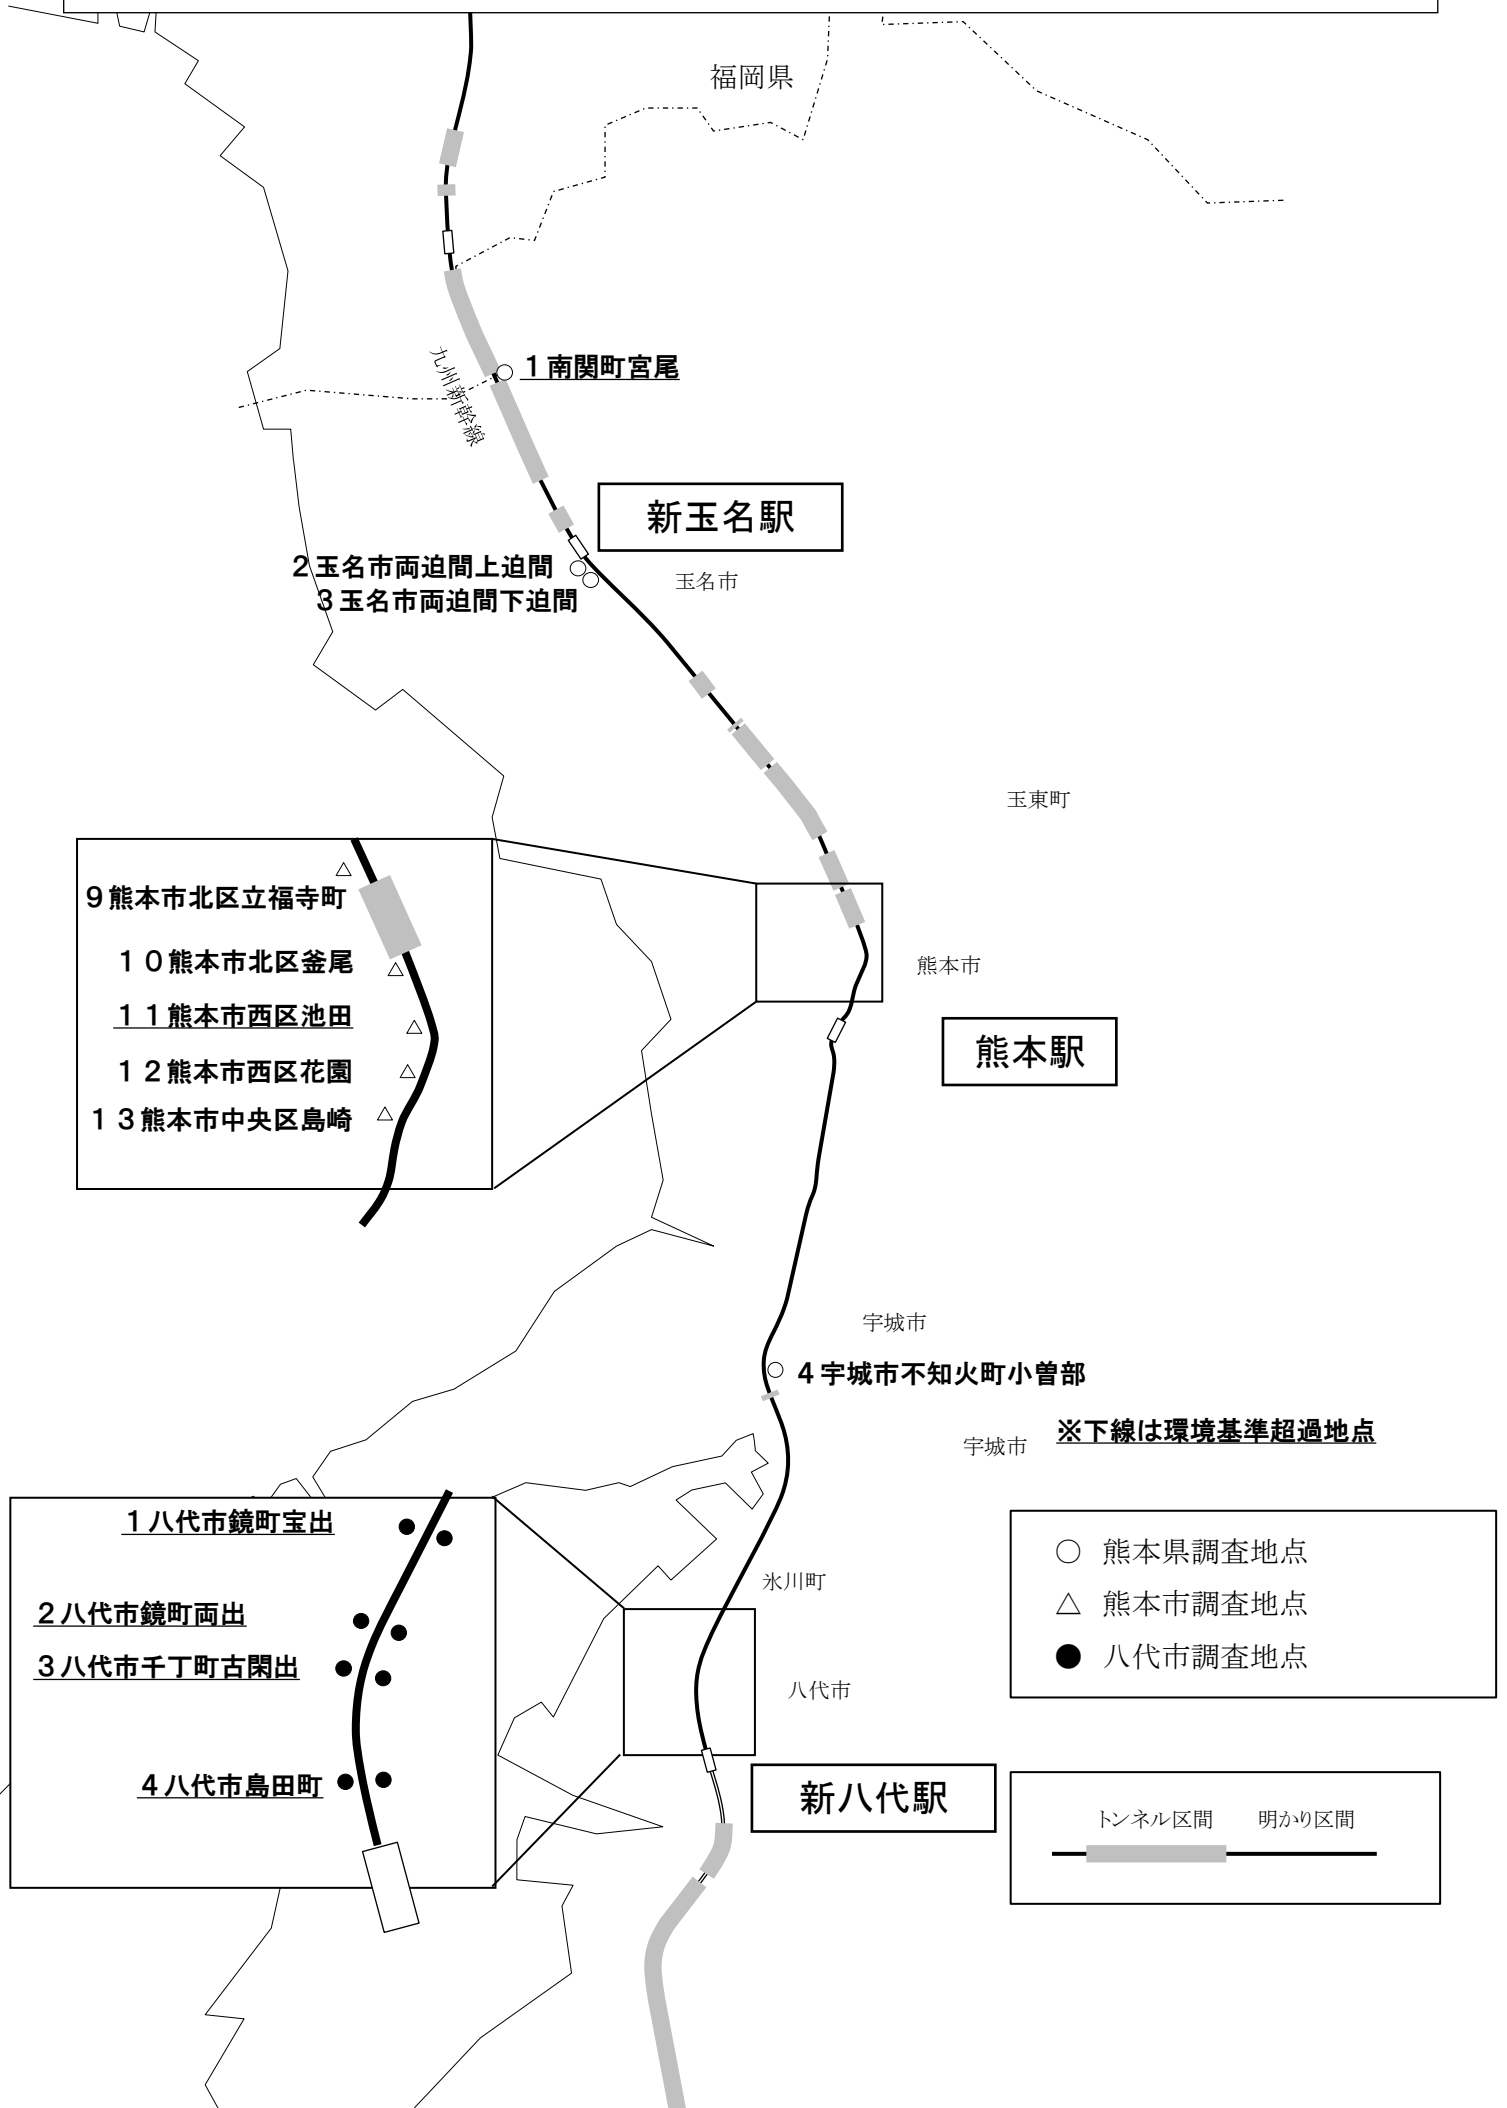 福岡県
九州新幹線
１南関町宮尾
新玉名駅
２玉名市両迫間上迫間
３玉名市両迫間下迫間
玉名市
玉東町
９熊本市北区立福寺町
１０熊本市北区釜尾
１１熊本市西区池田
１２熊本市西区花園
１３熊本市中央区島崎
熊本市
熊本駅
宇城市
４宇城市不知火町小曽部
宇城市
※下線は環境基準超過地点
１八代市鏡町宝出
２八代市鏡町両出
３八代市千丁町古閑出
４八代市島田町
氷川町
八代市
新八代駅
○ 熊本県調査地点
△ 熊本市調査地点
● 八代市調査地点
トンネル区間 明かり区間